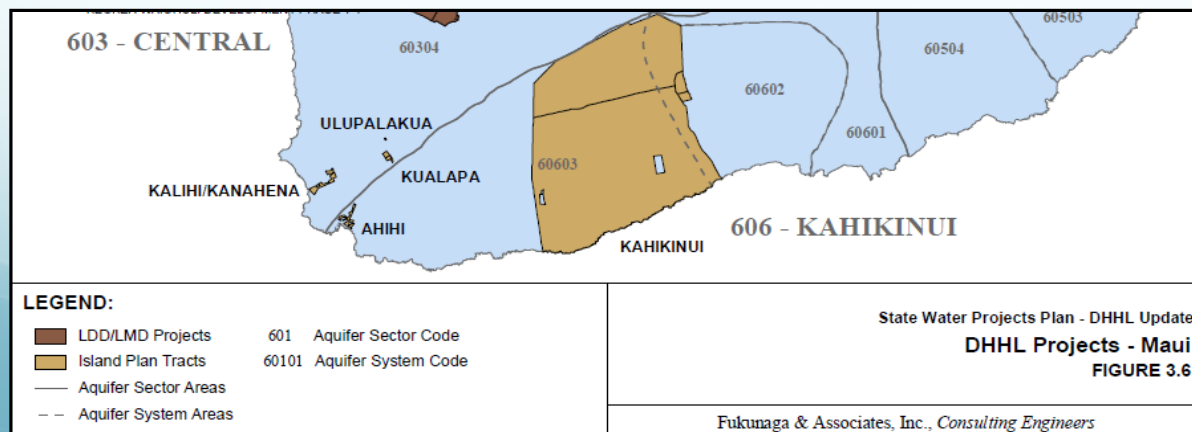 603 - CENTRAL
60304
60503
60504
60602
60601
ULUPALAKUA
60603
KUALAPA
KALIHI/KANAHENA
AHIHI
KAHIKINUI
606 - KAHIKINUI
LEGEND:
LDD/LMD Projects
Island Plan Tracts
Aquifer Sector Areas
Aquifer System Areas
601 Aquifer Sector Code
60101 Aquifer System Code
State Water Projects Plan - DHHL Update
DHHL Projects - Maui
FIGURE 3.6
Fukunaga & Associates, Inc., Consulting Engineers